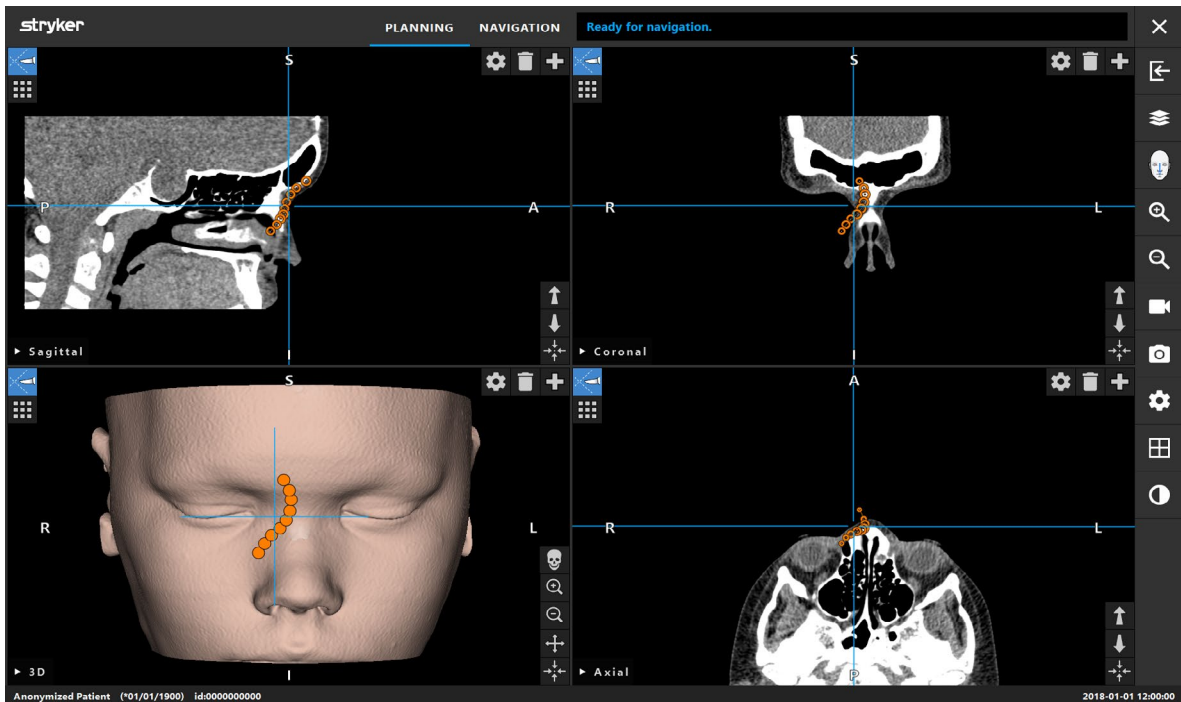 stryker
PLANNING NAVIGATION Ready for navigation.
S S
P A R L
I I
▸ Sagittal ▸ Coronal
S A
R L R L
I P
▸ 3D ▸ Axial
Anonymized Patient (*01/01/1900) id:0000000000 2018-01-01 12:00:00